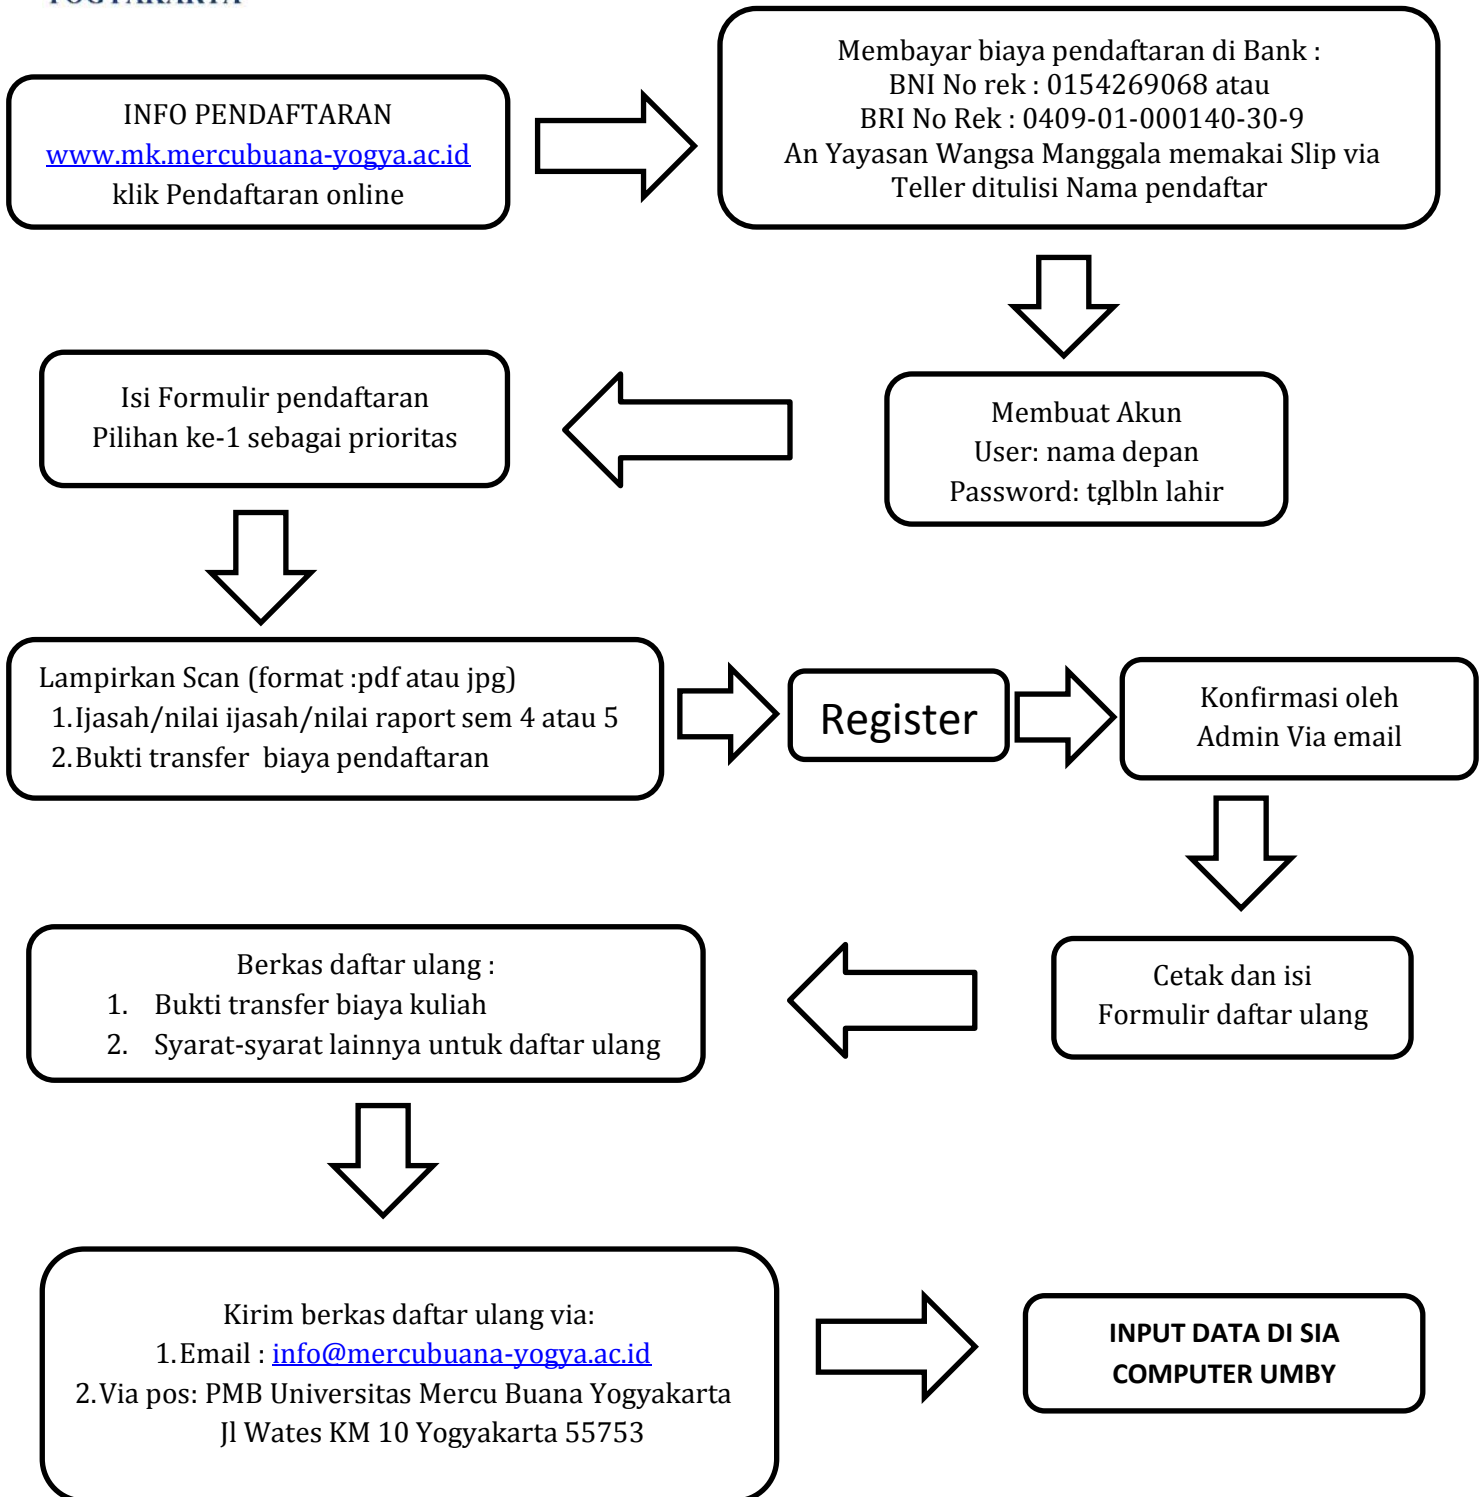 YOGYAKARTA
INFO PENDAFTARAN
www.mk.mercubuana-yogya.ac.id
klik Pendaftaran online
Membayar biaya pendaftaran di Bank :
BNI No rek : 0154269068 atau
BRI No Rek : 0409-01-000140-30-9
An Yayasan Wangsa Manggala memakai Slip via
Teller ditulisi Nama pendaftar
Membuat Akun
User: nama depan
Password: tglbln lahir
Isi Formulir pendaftaran
Pilihan ke-1 sebagai prioritas
Lampirkan Scan (format :pdf atau jpg)
1.Ijasah/nilai ijasah/nilai raport sem 4 atau 5
2.Bukti transfer  biaya pendaftaran
Register
Konfirmasi oleh
Admin Via email
Cetak dan isi
Formulir daftar ulang
Berkas daftar ulang :
1. Bukti transfer biaya kuliah
2. Syarat-syarat lainnya untuk daftar ulang
Kirim berkas daftar ulang via:
1.Email : info@mercubuana-yogya.ac.id
2.Via pos: PMB Universitas Mercu Buana Yogyakarta
Jl Wates KM 10 Yogyakarta 55753
INPUT DATA DI SIA
COMPUTER UMBY